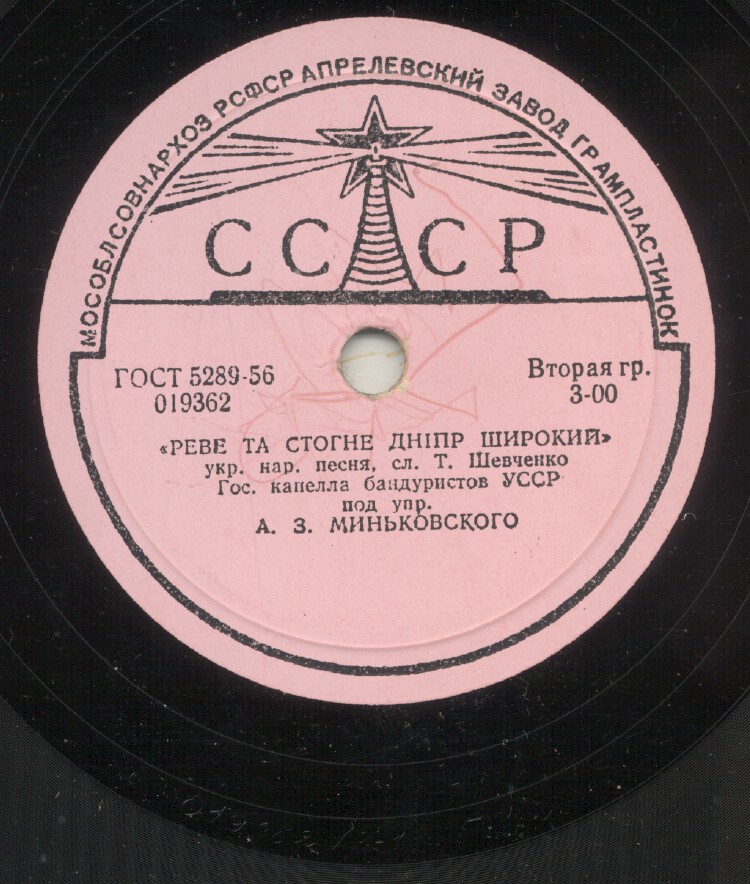 МОСОБЛСОВНАРХОЗ РСФСР АПРЕЛЕВСКИЙ ЗАВОД ГРАМПЛАСТИНОК
СССР
ГОСТ 5289-56
019362
Вторая гр.
3-00
«РЕВЕ ТА СТОГНЕ ДНІПР ШИРОКИЙ»
укр. нар. песня, сл. Т. Шевченко
Гос. капелла бандуристов УССР
под упр.
А. З. МИНЬКОВСКОГО